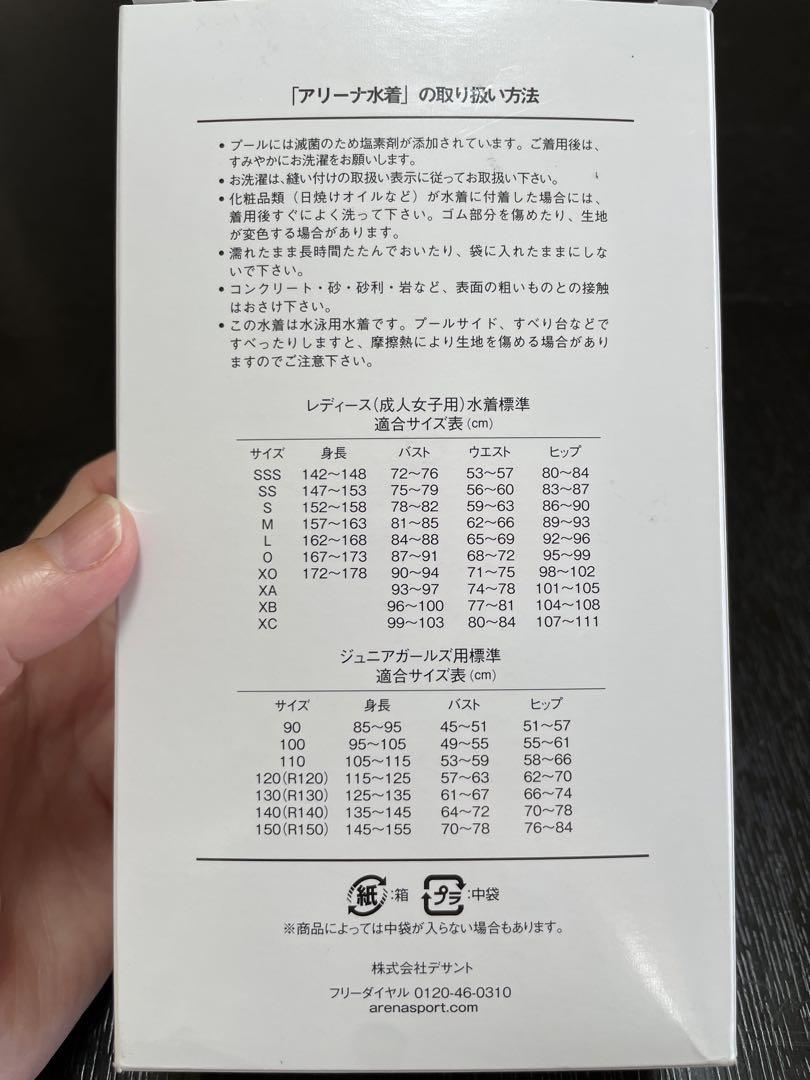 「アリーナ水着」の取り扱い方法
• プールには滅菌のため塩素剤が添加されています。ご着用後は、
すみやかにお洗濯をお願いします。
• お洗濯は、縫い付けの取扱い表示に従ってお取扱い下さい。
• 化粧品類（日焼けオイルなど）が水着に付着した場合には、
着用後すぐによく洗って下さい。ゴム部分を傷めたり、生地
が変色する場合があります。
• 濡れたまま長時間たたんでおいたり、袋に入れたままにしな
いで下さい。
• コンクリート・砂・砂利・岩など、表面の粗いものとの接触
はおさけ下さい。
• この水着は水泳用水着です。プールサイド、すべり台などで
すべったりしますと、摩擦熱により生地を傷める場合があり
ますのでご注意下さい。
レディース（成人女子用）水着標準
適合サイズ表（cm）
サイズ 身長 バスト ウエスト ヒップ
SSS 142〜148 72〜76 53〜57 80〜84
SS 147〜153 75〜79 56〜60 83〜87
S 152〜158 78〜82 59〜63 86〜90
M 157〜163 81〜85 62〜66 89〜93
L 162〜168 84〜88 65〜69 92〜96
O 167〜173 87〜91 68〜72 95〜99
XO 172〜178 90〜94 71〜75 98〜102
XA 93〜97 74〜78 101〜105
XB 96〜100 77〜81 104〜108
XC 99〜103 80〜84 107〜111
ジュニアガールズ用標準
適合サイズ表（cm）
サイズ 身長 バスト ヒップ
90 85〜95 45〜51 51〜57
100 95〜105 49〜55 55〜61
110 105〜115 53〜59 58〜66
120（R120） 115〜125 57〜63 62〜70
130（R130） 125〜135 61〜67 66〜74
140（R140） 135〜145 64〜72 70〜78
150（R150） 145〜155 70〜78 76〜84
紙：箱 プラ：中袋
※商品によっては中袋が入らない場合もあります。
株式会社デサント
フリーダイヤル 0120-46-0310
arenasport.com